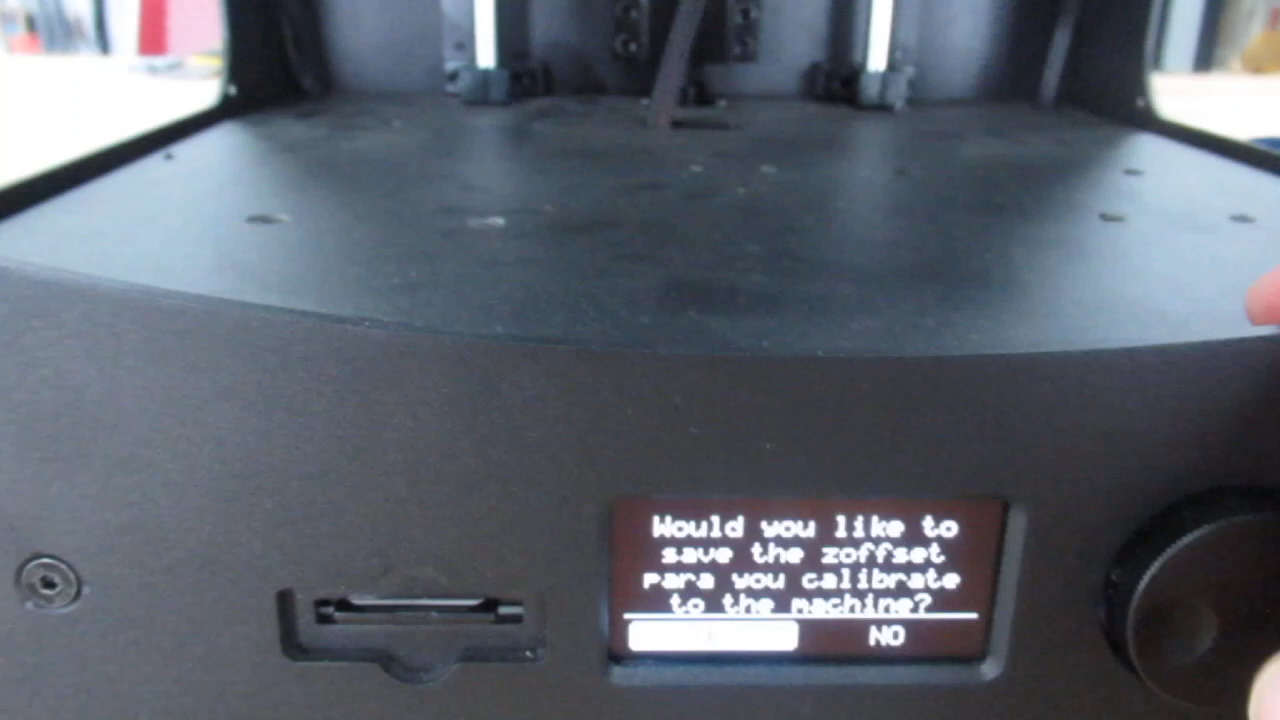 Would you like to
save the zoffset
para you calibrate
to the machine?
NO